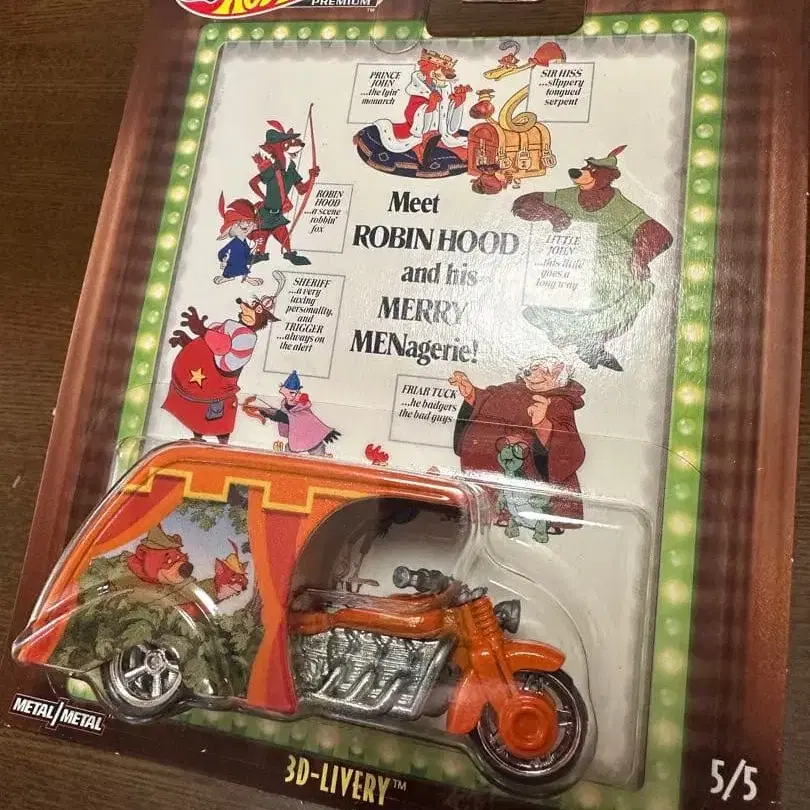 PREMIUM™
PRINCE
JOHN
...the lyin'
monarch
SIR HISS
...slippery
tongued
serpent
ROBIN
HOOD
...a scene
robbin'
fox
Meet
ROBIN HOOD
and his
MERRY
MENagerie!
LITTLE
JOHN
...this little
goes a
long way
SHERIFF
...a very
taxing
personality,
and
TRIGGER
...always on
the alert
FRIAR TUCK
...he badgers
the bad guys
METAL/METAL
3D-LIVERY™
5/5